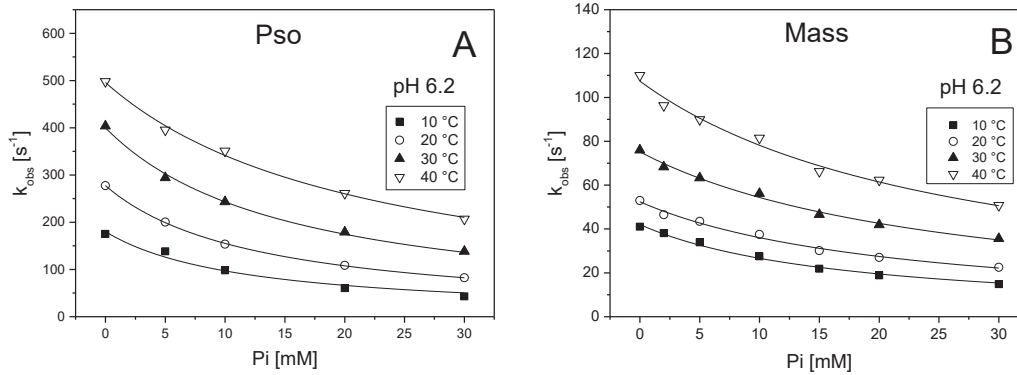 Pso
A
pH 6.2
10 °C
20 °C
30 °C
40 °C
600
500
400
300
200
100
0
k_obs [s⁻¹]
0 5 10 15 20 25 30
Pi [mM]
Mass
B
pH 6.2
10 °C
20 °C
30 °C
40 °C
140
120
100
80
60
40
20
0
k_obs [s⁻¹]
0 5 10 15 20 25 30
Pi [mM]